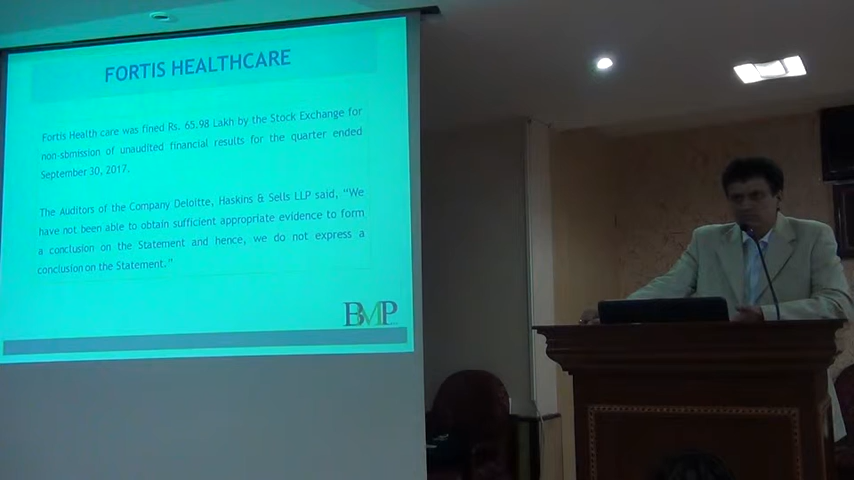 FORTIS HEALTHCARE
Fortis Health care was fined Rs. 65.98 Lakh by the Stock Exchange for
non-sbmission of unaudited financial results for the quarter ended
September 30, 2017.
The Auditors of the Company Deloitte, Haskins & Sells LLP said, “We
have not been able to obtain sufficient appropriate evidence to form
a conclusion on the Statement and hence, we do not express a
conclusion on the Statement.”
BMP